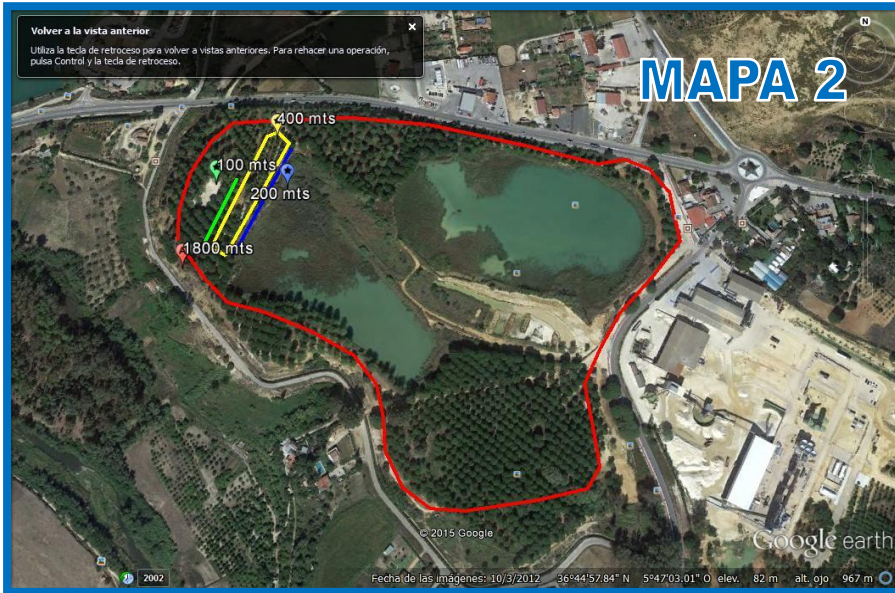 Volver a la vista anterior
Utiliza la tecla de retroceso para volver a vistas anteriores. Para rehacer una operación,
pulsa Control y la tecla de retroceso.
N
MAPA 2
400 mts
100 mts
200 mts
1800 mts
© 2015 Google
Google earth
2002
Fecha de las imágenes: 10/3/2012 36°44'57.84" N 5°47'03.01" O elev. 82 m alt. ojo 967 m